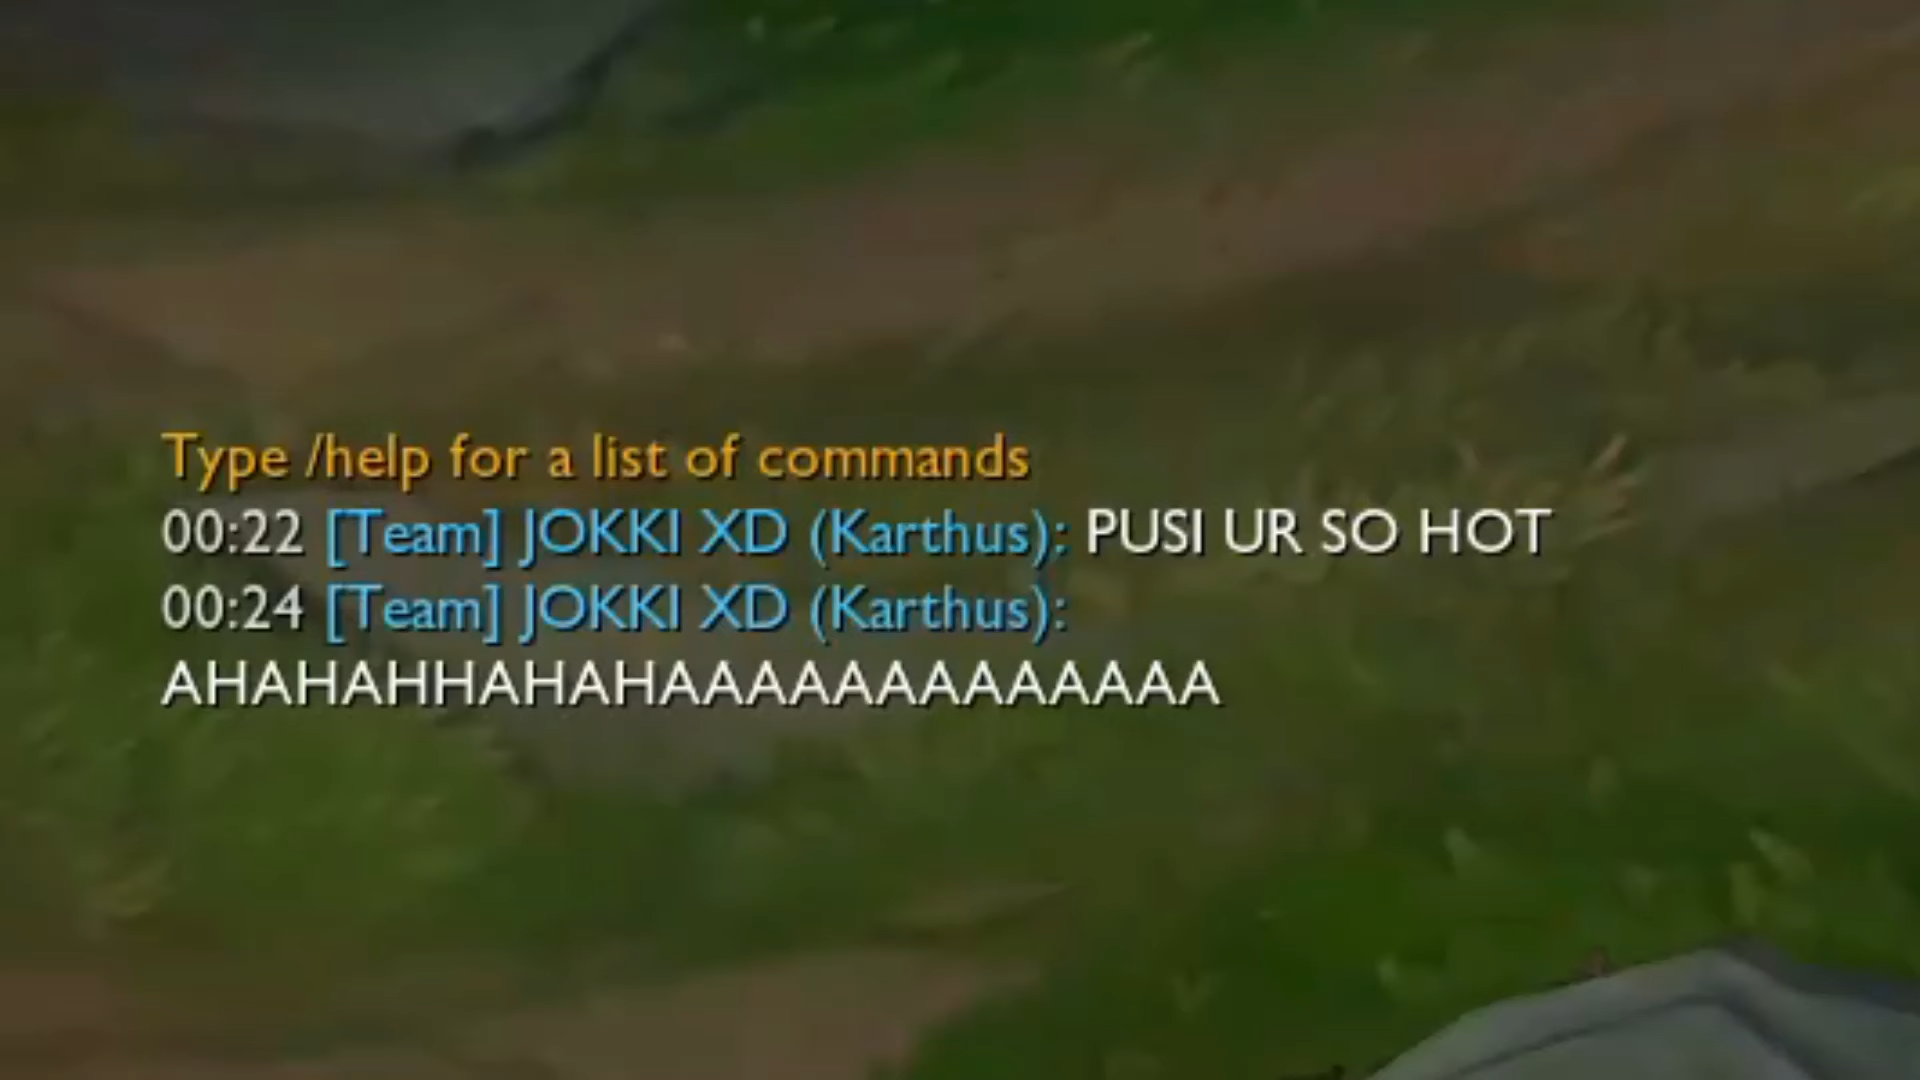 Type /help for a list of commands
00:22 [Team] JOKKI XD (Karthus): PUSI UR SO HOT
00:24 [Team] JOKKI XD (Karthus):
AHAHAHHAHAHAAAAAAAAAAAAA